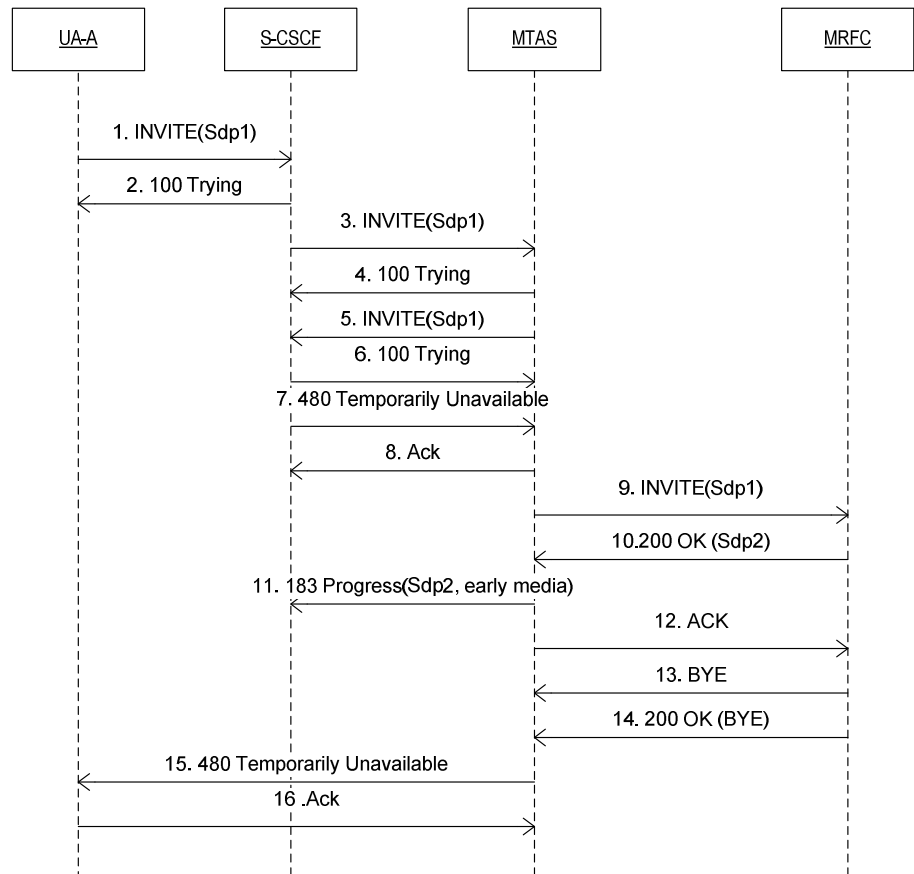 UA-A
S-CSCF
MTAS
MRFC
1. INVITE(Sdp1)
2. 100 Trying
3. INVITE(Sdp1)
4. 100 Trying
5. INVITE(Sdp1)
6. 100 Trying
7. 480 Temporarily Unavailable
8. Ack
9. INVITE(Sdp1)
10.200 OK (Sdp2)
11. 183 Progress(Sdp2, early media)
12. ACK
13. BYE
14. 200 OK (BYE)
15. 480 Temporarily Unavailable
16 .Ack